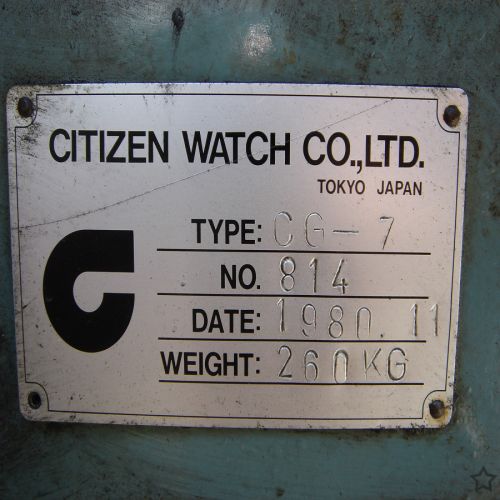 CITIZEN WATCH CO.,LTD.
TOKYO JAPAN
TYPE: CG-7
NO. 814
DATE: 1980.11
WEIGHT: 260KG